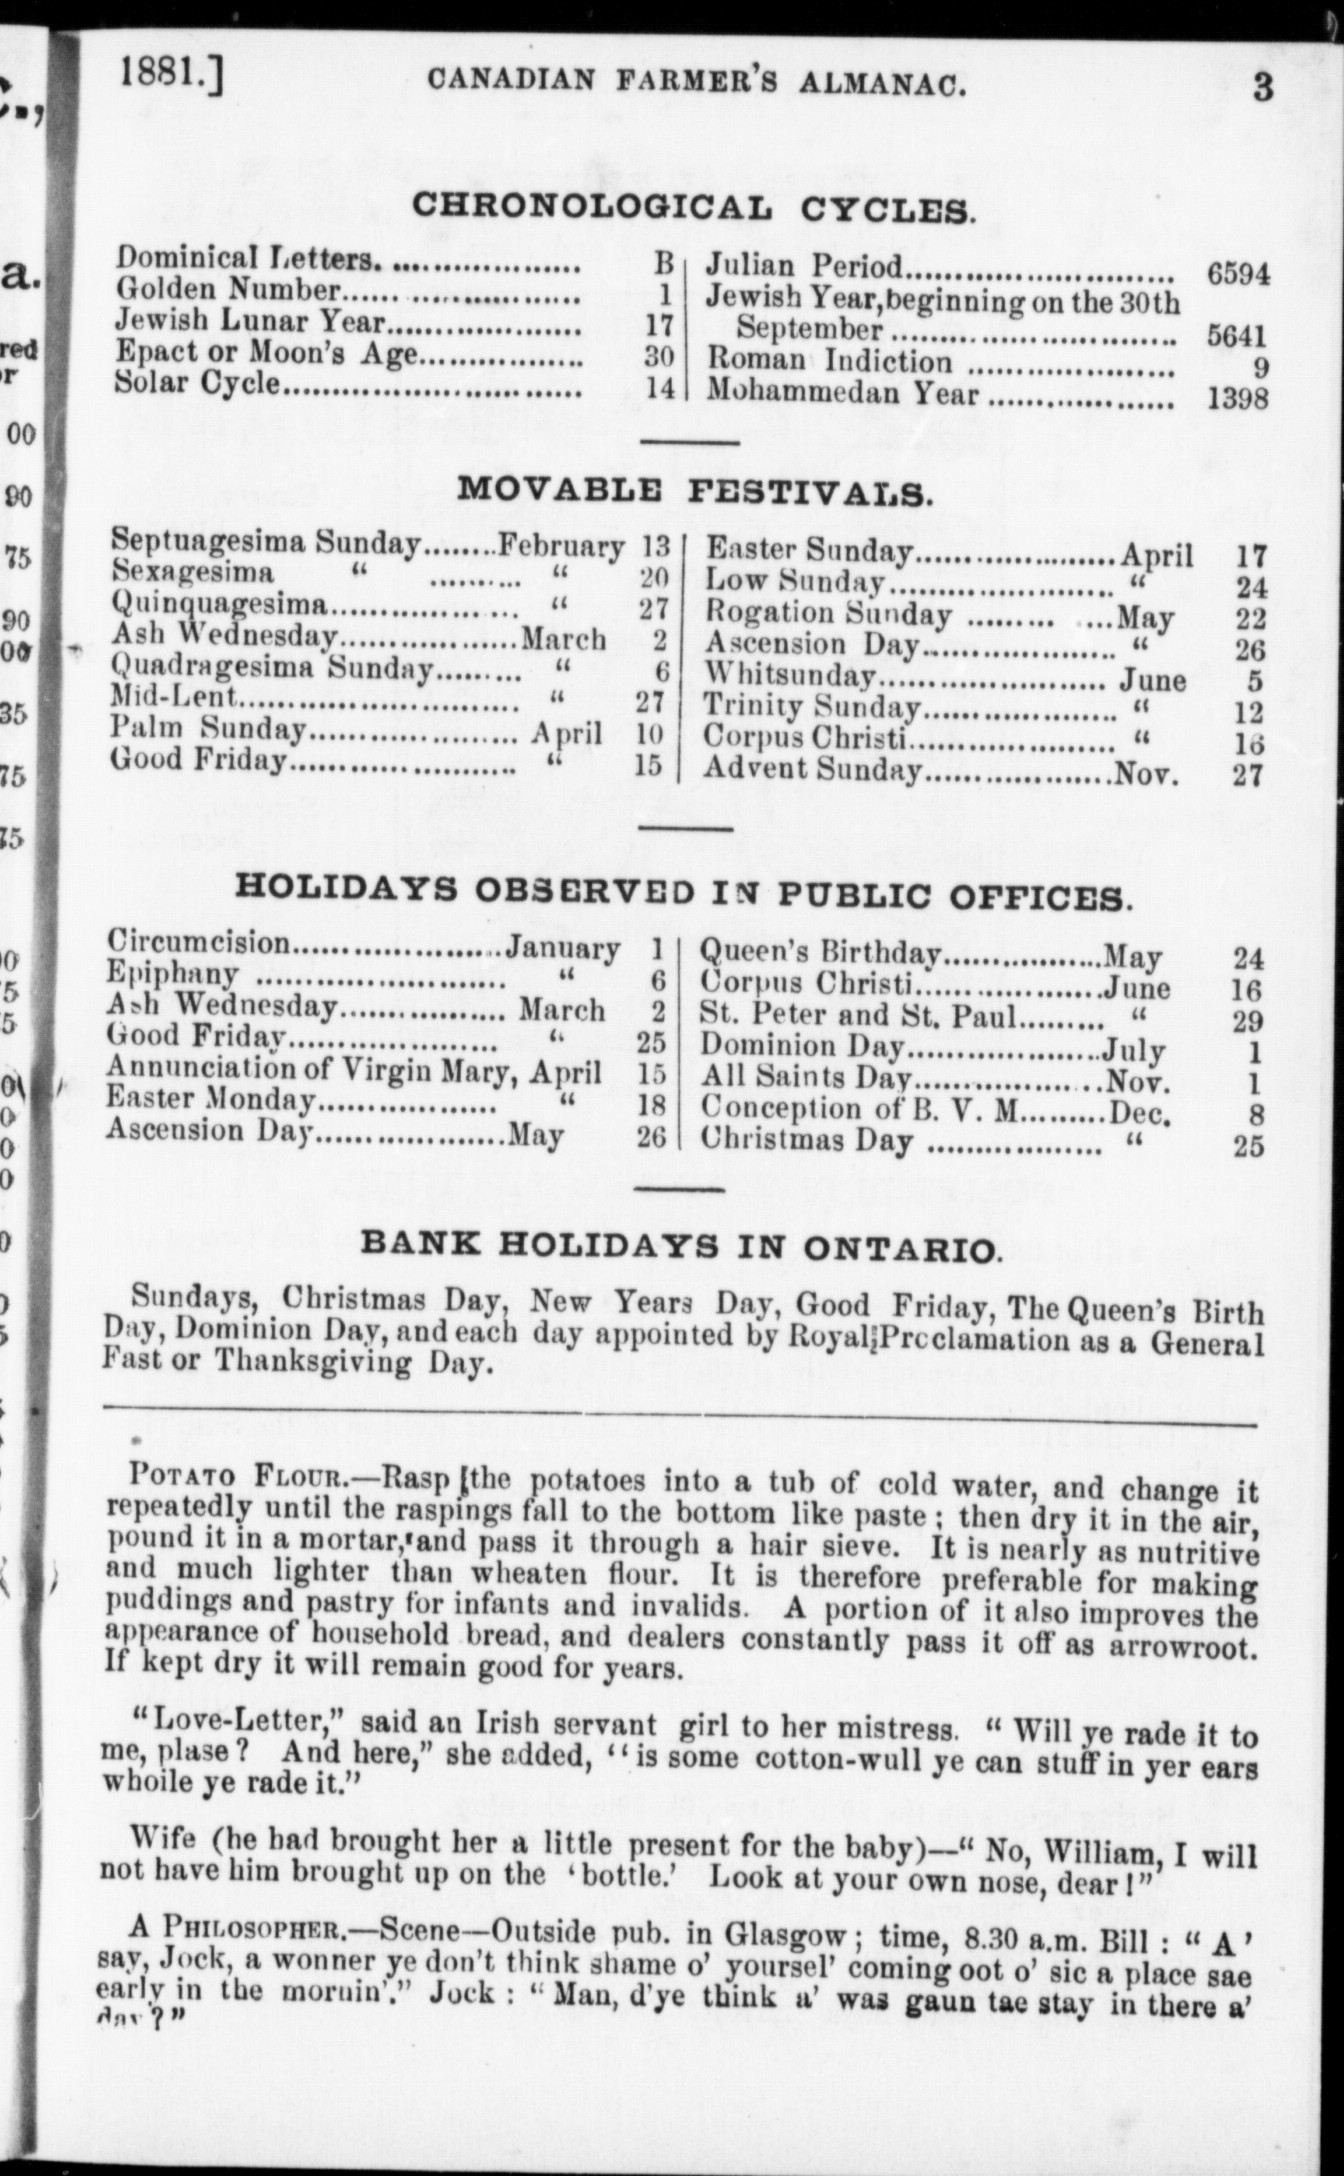 1881.] CANADIAN FARMER'S ALMANAC. 3
CHRONOLOGICAL CYCLES.
Dominical Letters. .................... B
Golden Number...... .................. 1
Jewish Lunar Year..................... 17
Epact or Moon's Age................. 30
Solar Cycle............................... 14
Julian Period............................ 6594
Jewish Year, beginning on the 30th
September ............................. 5641
Roman Indiction ..................... 9
Mohammedan Year ................... 1398
MOVABLE FESTIVALS.
Septuagesima Sunday........February 13
Sexagesima “ .......... “ 20
Quinquagesima................... “ 27
Ash Wednesday..................March 2
Quadragesima Sunday......... “ 6
Mid-Lent............................. “ 27
Palm Sunday..................... April 10
Good Friday....................... “ 15
Easter Sunday.....................April 17
Low Sunday....................... “ 24
Rogation Sunday ......... ...May 22
Ascension Day.................... “ 26
Whitsunday....................... June 5
Trinity Sunday.................... “ 12
Corpus Christi..................... “ 16
Advent Sunday...................Nov. 27
HOLIDAYS OBSERVED IN PUBLIC OFFICES.
Circumcision......................January 1
Epiphany .......................... “ 6
Ash Wednesday................. March 2
Good Friday...................... “ 25
Annunciation of Virgin Mary, April 15
Easter Monday................... “ 18
Ascension Day...................May 26
Queen's Birthday................May 24
Corpus Christi...................June 16
St. Peter and St. Paul......... “ 29
Dominion Day....................July 1
All Saints Day...................Nov. 1
Conception of B. V. M.........Dec. 8
Christmas Day .................. “ 25
BANK HOLIDAYS IN ONTARIO.
Sundays, Christmas Day, New Years Day, Good Friday, The Queen's Birth
Day, Dominion Day, and each day appointed by Royal Prcclamation as a General
Fast or Thanksgiving Day.
POTATO FLOUR.—Rasp [the potatoes into a tub of cold water, and change it
repeatedly until the raspings fall to the bottom like paste ; then dry it in the air,
pound it in a mortar, and pass it through a hair sieve. It is nearly as nutritive
and much lighter than wheaten flour. It is therefore preferable for making
puddings and pastry for infants and invalids. A portion of it also improves the
appearance of household bread, and dealers constantly pass it off as arrowroot.
If kept dry it will remain good for years.
“Love-Letter,” said an Irish servant girl to her mistress. “ Will ye rade it to
me, plase? And here,” she added, “is some cotton-wull ye can stuff in yer ears
whoile ye rade it.”
Wife (he had brought her a little present for the baby)—“ No, William, I will
not have him brought up on the ‘bottle.’ Look at your own nose, dear !”
A PHILOSOPHER.—Scene—Outside pub. in Glasgow ; time, 8.30 a.m. Bill : “ A’
say, Jock, a wonner ye don't think shame o’ yoursel’ coming oot o’ sic a place sae
early in the mornin’.” Jock : “ Man, d'ye think a’ was gaun tae stay in there a’
day ?”